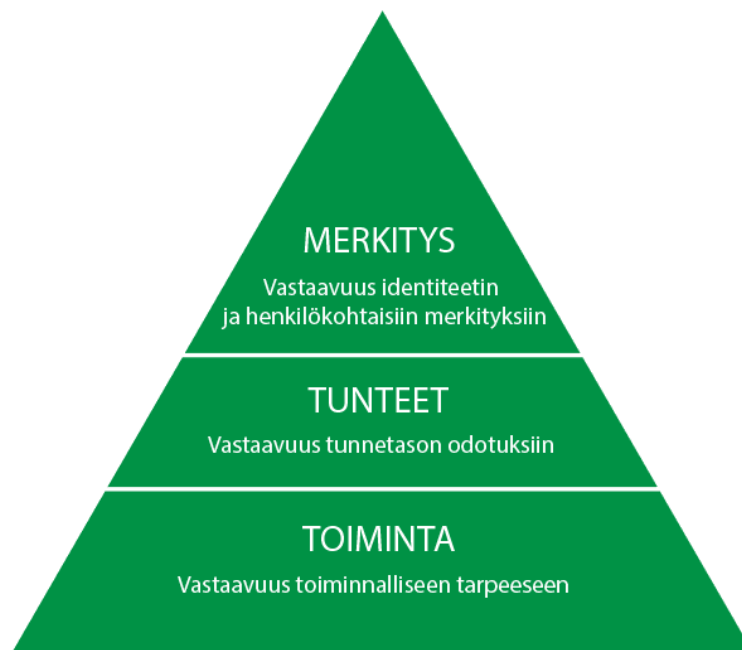 MERKITYS
Vastaavuus identiteetin
ja henkilökohtaisiin merkityksiin
TUNTEET
Vastaavuus tunnetason odotuksiin
TOIMINTA
Vastaavuus toiminnalliseen tarpeeseen